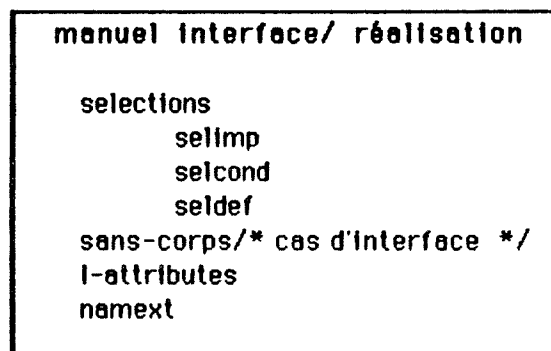 manuel interface/ réalisation
selections
selimp
selcond
seldef
sans-corps/* cas d'interface */
l-attributes
namext